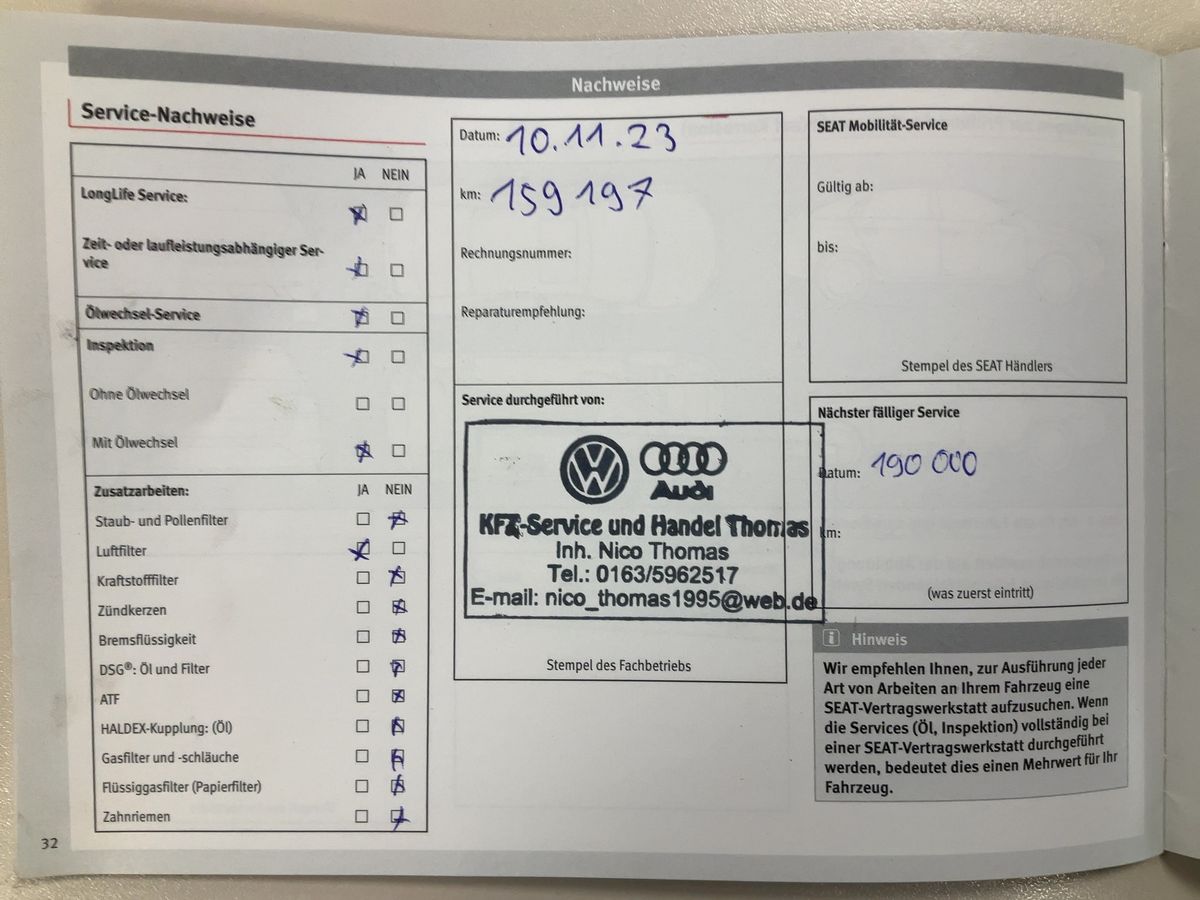 Nachweise
Service-Nachweise
JA NEIN
LongLife Service:
Zeit- oder laufleistungsabhängiger Ser-
vice
Ölwechsel-Service
Inspektion
Ohne Ölwechsel
Mit Ölwechsel
Zusatzarbeiten: JA NEIN
Staub- und Pollenfilter
Luftfilter
Kraftstofffilter
Zündkerzen
Bremsflüssigkeit
DSG®: Öl und Filter
ATF
HALDEX-Kupplung: (Öl)
Gasfilter und -schläuche
Flüssiggasfilter (Papierfilter)
Zahnriemen
32
Datum: 10.11.23
km: 159 197
Rechnungsnummer:
Reparaturempfehlung:
Service durchgeführt von:
Audi
KFZ-Service und Handel Thomas
Inh. Nico Thomas
Tel.: 0163/5962517
E-mail: nico_thomas1995@web.de
Stempel des Fachbetriebs
SEAT Mobilität-Service
Gültig ab:
bis:
Stempel des SEAT Händlers
Nächster fälliger Service
Datum: 190 000
km:
(was zuerst eintritt)
i Hinweis
Wir empfehlen Ihnen, zur Ausführung jeder
Art von Arbeiten an Ihrem Fahrzeug eine
SEAT-Vertragswerkstatt aufzusuchen. Wenn
die Services (Öl, Inspektion) vollständig bei
einer SEAT-Vertragswerkstatt durchgeführt
werden, bedeutet dies einen Mehrwert für Ihr
Fahrzeug.